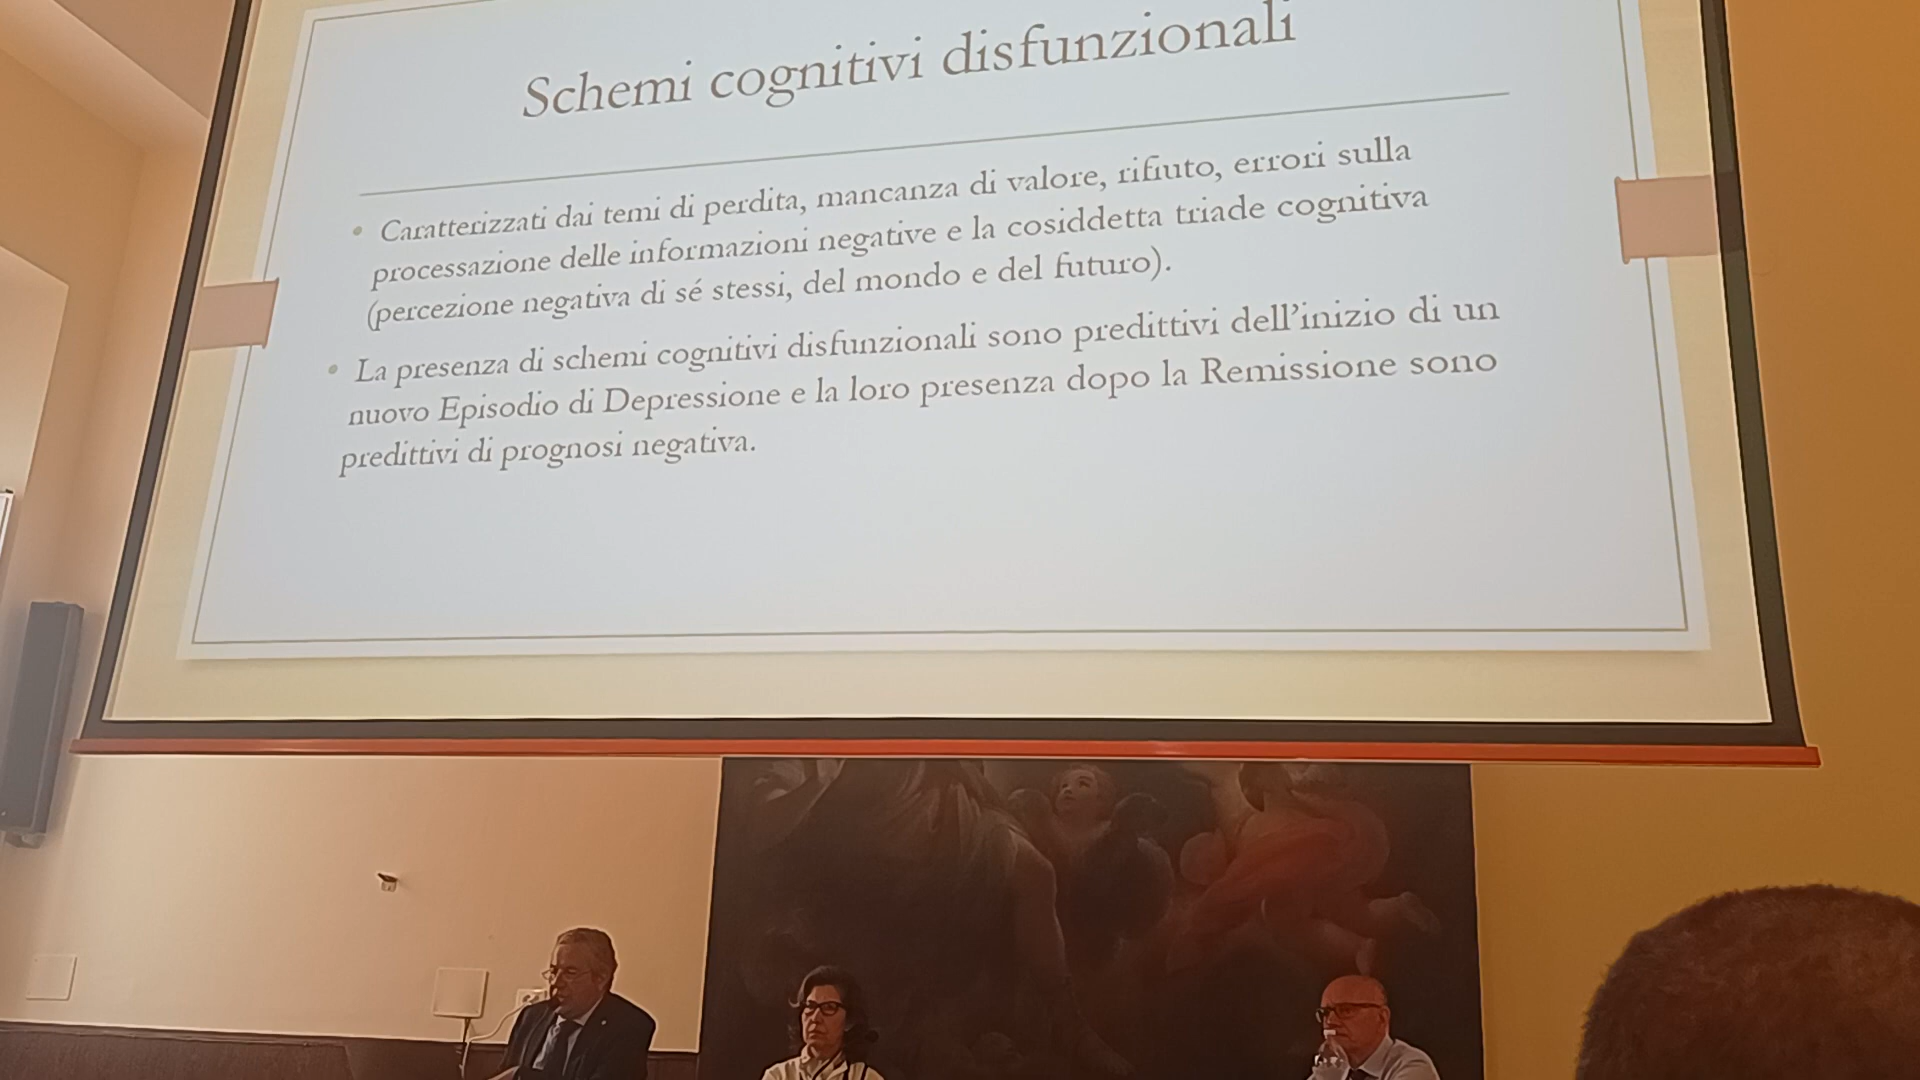 Schemi cognitivi disfunzionali
• Caratterizzati dai temi di perdita, mancanza di valore, rifiuto, errori sulla
processazione delle informazioni negative e la cosiddetta triade cognitiva
(percezione negativa di sé stessi, del mondo e del futuro).
• La presenza di schemi cognitivi disfunzionali sono predittivi dell'inizio di un
nuovo Episodio di Depressione e la loro presenza dopo la Remissione sono
predittivi di prognosi negativa.